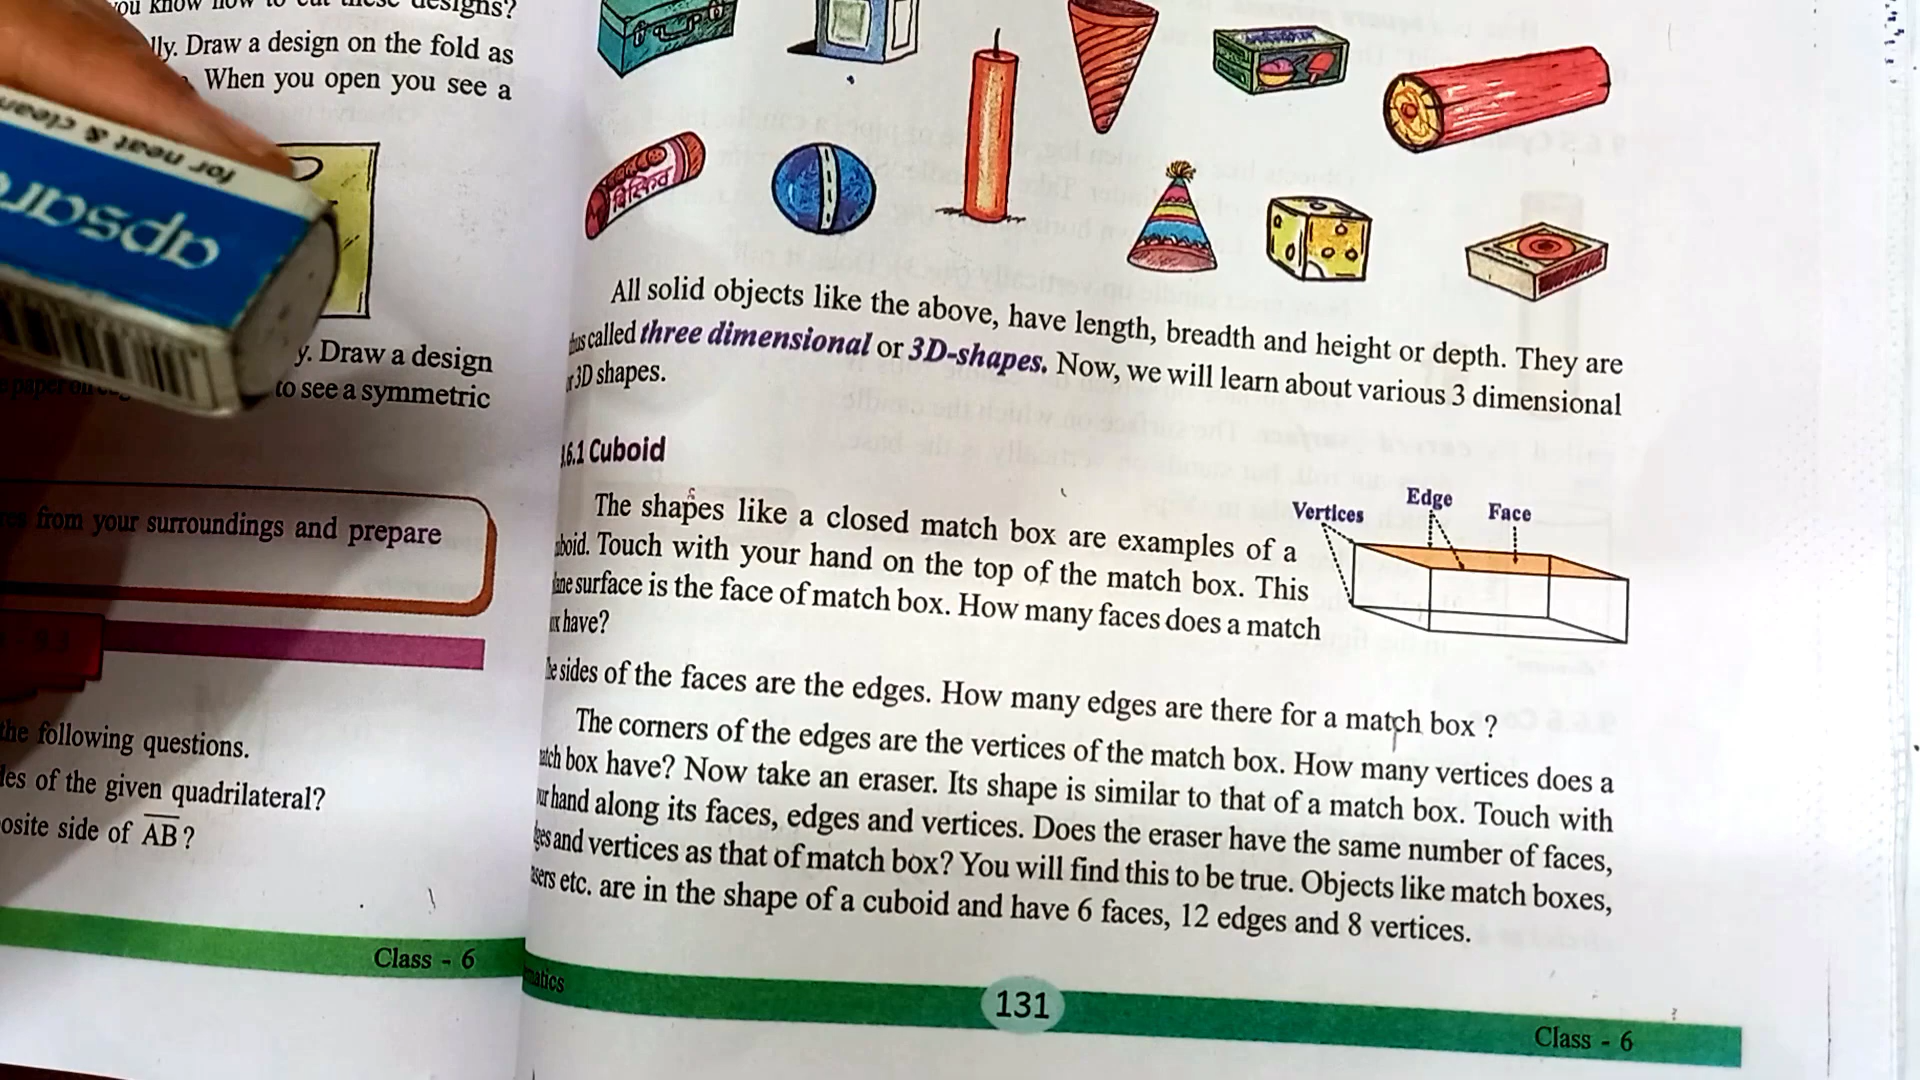 you know how to cut these designs?
lly. Draw a design on the fold as
When you open you see a
for neat & clean
apsara
y. Draw a design
to see a symmetric
from your surroundings and prepare
the following questions.
les of the given quadrilateral?
osite side of AB ?
Class - 6
बिस्किट
All solid objects like the above, have length, breadth and height or depth. They are
hus called three dimensional or 3D-shapes. Now, we will learn about various 3 dimensional
r 3D shapes.
.6.1 Cuboid
The shapes like a closed match box are examples of a
uboid. Touch with your hand on the top of the match box. This
lane surface is the face of match box. How many faces does a match
ox have?
Vertices
Edge
Face
he sides of the faces are the edges. How many edges are there for a match box ?
The corners of the edges are the vertices of the match box. How many vertices does a
atch box have? Now take an eraser. Its shape is similar to that of a match box. Touch with
ur hand along its faces, edges and vertices. Does the eraser have the same number of faces,
ges and vertices as that of match box? You will find this to be true. Objects like match boxes,
asers etc. are in the shape of a cuboid and have 6 faces, 12 edges and 8 vertices.
matics
131
Class - 6